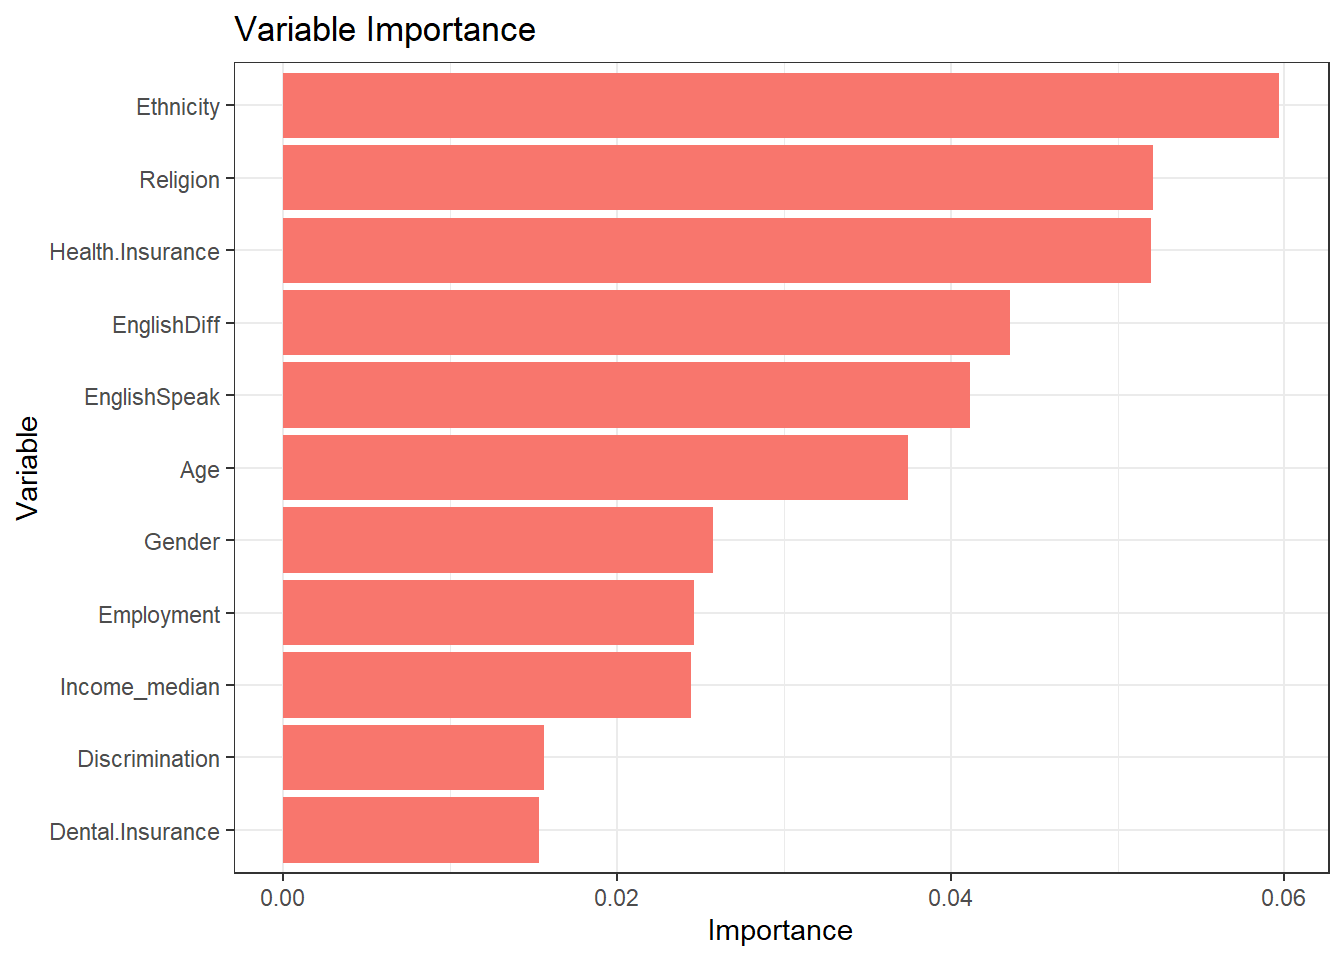 Variable Importance
Ethnicity
Religion
Health.Insurance
EnglishDiff
EnglishSpeak
Age
Gender
Employment
Income_median
Discrimination
Dental.Insurance
Variable
0.00 0.02 0.04 0.06
Importance